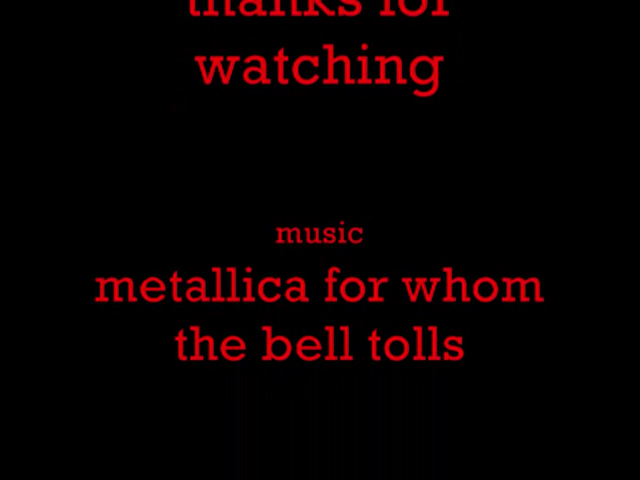 thanks for
watching
music
metallica for whom
the bell tolls